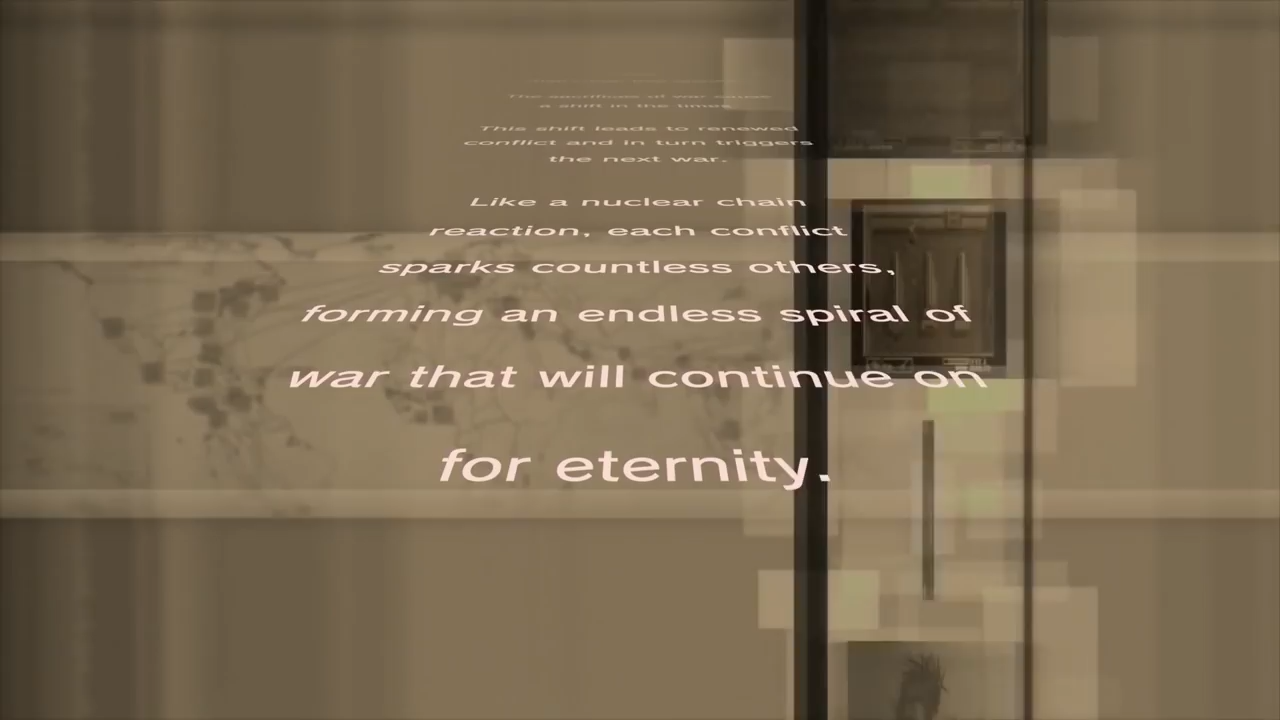 The sacrifices of war cause
a shift in the times.
This shift leads to renewed
conflict and in turn triggers
the next war.
Like a nuclear chain
reaction, each conflict
sparks countless others,
forming an endless spiral of
war that will continue on
for eternity.